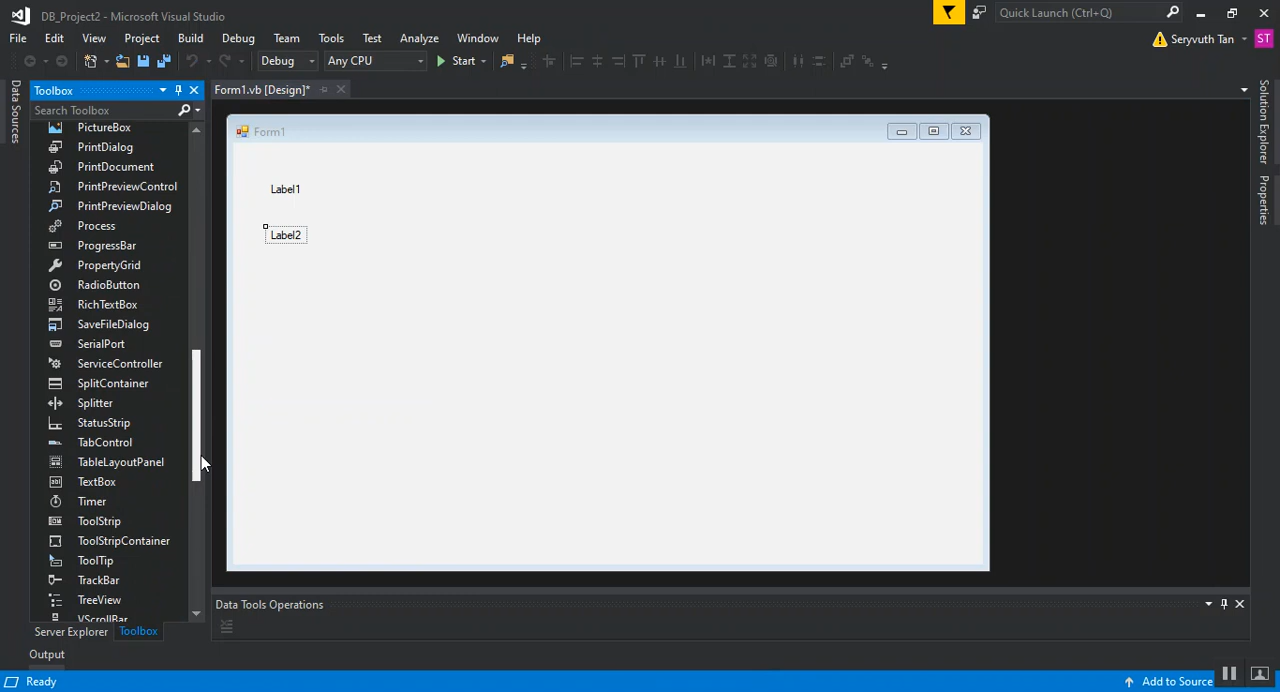 DB_Project2 - Microsoft Visual Studio
Quick Launch (Ctrl+Q)
File Edit View Project Build Debug Team Tools Test Analyze Window Help
Seryvuth Tan ST
Debug Any CPU Start
Data Sources
Toolbox
Search Toolbox
PictureBox
PrintDialog
PrintDocument
PrintPreviewControl
PrintPreviewDialog
Process
ProgressBar
PropertyGrid
RadioButton
RichTextBox
SaveFileDialog
SerialPort
ServiceController
SplitContainer
Splitter
StatusStrip
TabControl
TableLayoutPanel
TextBox
Timer
ToolStrip
ToolStripContainer
ToolTip
TrackBar
TreeView
VScrollBar
Server Explorer Toolbox
Form1.vb [Design]*
Form1
Label1
Label2
Data Tools Operations
Solution Explorer
Properties
Output
Ready
Add to Source